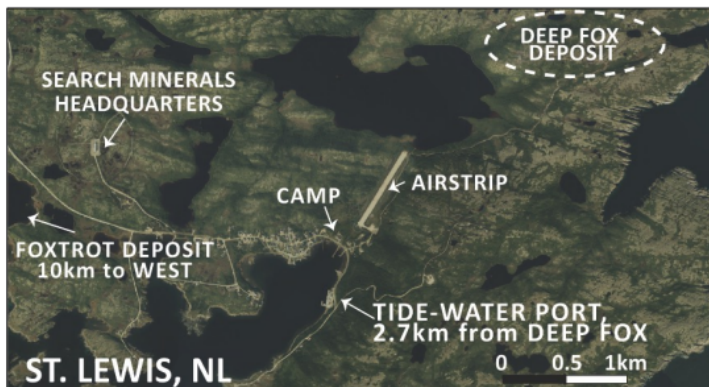 DEEP FOX
DEPOSIT
SEARCH MINERALS
HEADQUARTERS
CAMP
AIRSTRIP
FOXTROT DEPOSIT
10km to WEST
TIDE-WATER PORT,
2.7km from DEEP FOX
ST. LEWIS, NL
0 0.5 1km